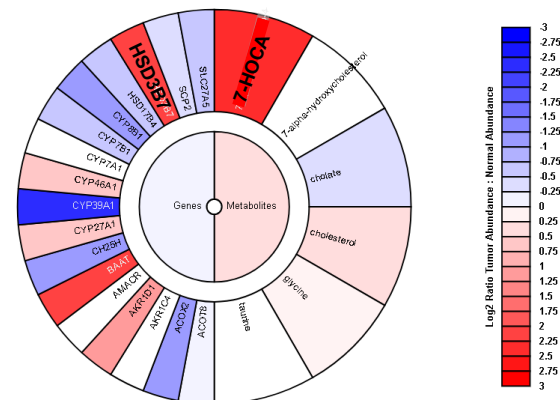 7-HOCA
7-alpha-hydroxycholesterol
cholate
cholesterol
glycine
taurine
ACOT8
ACOX2
AKR1C4
AKR1D1
AMACR
BAAT
CH25H
CYP27A1
CYP39A1
CYP46A1
CYP7A1
CYP7B1
CYP8B1
HSD17B4
HSD3B7
SCP2
SLC27A5
Genes
Metabolites
Log2 Ratio Tumor Abundance : Normal Abundance
-3
-2.75
-2.5
-2.25
-2
-1.75
-1.5
-1.25
-1
-0.75
-0.5
-0.25
0
0.25
0.5
0.75
1
1.25
1.5
1.75
2
2.25
2.5
2.75
3